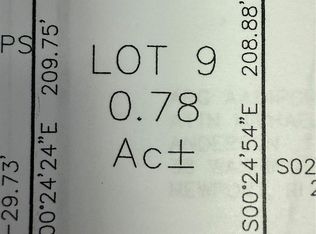 PS
209.75'
00°24'24"E
-29.73'
LOT 9
0.78
Ac±
208.88'
S00°24'54"E
S02
2